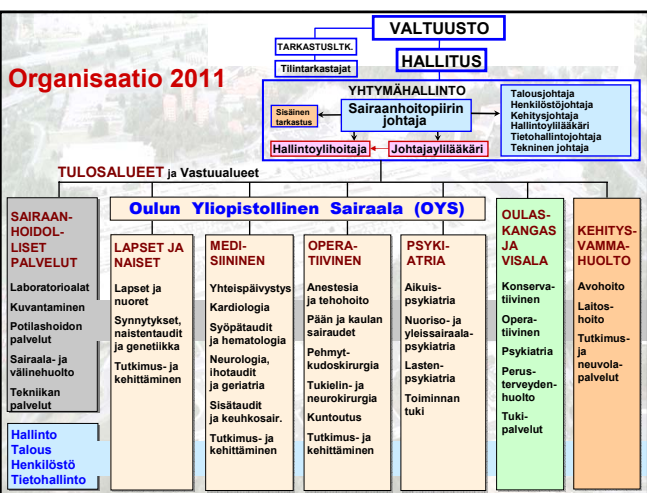 VALTUUSTO
TARKASTUSLTK.
Tilintarkastajat
HALLITUS
Organisaatio 2011
YHTYMÄHALLINTO
Sisäinen
tarkastus
Sairaanhoitopiirin
johtaja
Talousjohtaja
Henkilöstöjohtaja
Kehitysjohtaja
Hallintoylilääkäri
Tietohallintojohtaja
Tekninen johtaja
Hallintoylihoitaja
Johtajaylilääkäri
TULOSALUEET ja Vastuualueet
Oulun Yliopistollinen Sairaala (OYS)
SAIRAAN-
HOIDOL-
LISET
PALVELUT
Laboratorioalat
Kuvantaminen
Potilashoidon
palvelut
Sairaala- ja
välinehuolto
Tekniikan
palvelut
Hallinto
Talous
Henkilöstö
Tietohallinto
LAPSET JA
NAISET
Lapset ja
nuoret
Synnytykset,
naistentaudit
ja genetiikka
Tutkimus- ja
kehittäminen
MEDI-
SIININEN
Yhteispäivystys
Kardiologia
Syöpätaudit
ja hematologia
Neurologia,
ihotaudit
ja geriatria
Sisätaudit
ja keuhkosair.
Tutkimus- ja
kehittäminen
OPERA-
TIIVINEN
Anestesia
ja tehohoito
Pään ja kaulan
sairaudet
Pehmyt-
kudoskirurgia
Tukielin- ja
neurokirurgia
Kuntoutus
Tutkimus- ja
kehittäminen
PSYKI-
ATRIA
Aikuis-
psykiatria
Nuoriso- ja
yleissairaala-
psykiatria
Lasten-
psykiatria
Toiminnan
tuki
OULAS-
KANGAS
JA
VISALA
Konserva-
tiivinen
Opera-
tiivinen
Psykiatria
Perus-
terveyden-
huolto
Tuki-
palvelut
KEHITYS-
VAMMA-
HUOLTO
Avohoito
Laitos-
hoito
Tutkimus-
ja
neuvola-
palvelut